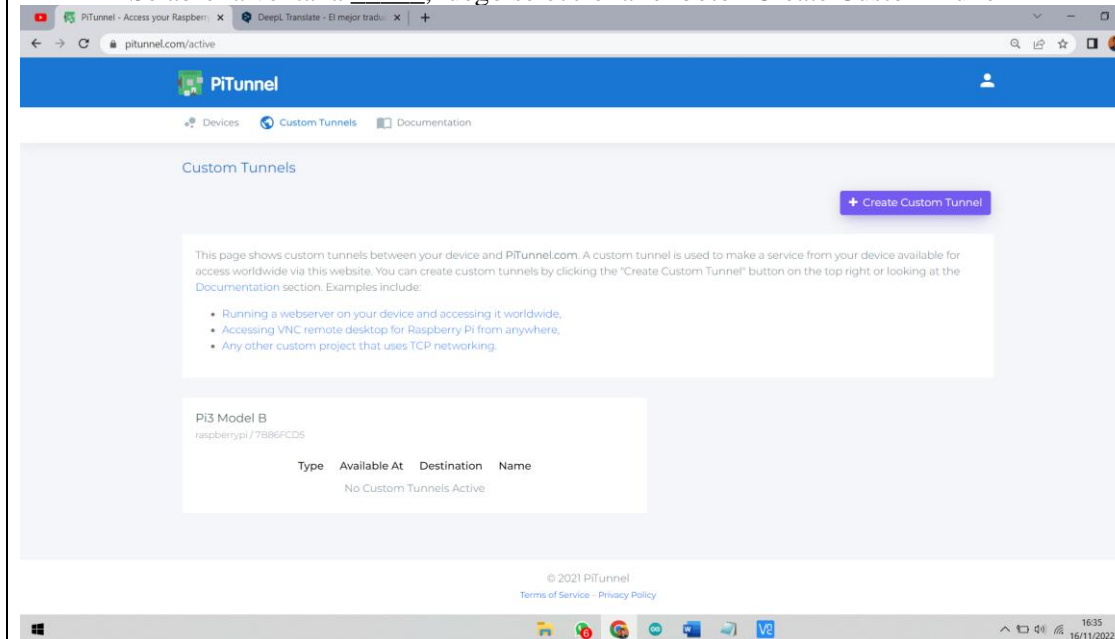 PiTunnel - Access your Raspberr
DeepL Translate - El mejor tradu
pitunnel.com/active
PiTunnel
Devices Custom Tunnels Documentation
Custom Tunnels
+ Create Custom Tunnel
This page shows custom tunnels between your device and PiTunnel.com. A custom tunnel is used to make a service from your device available for
access worldwide via this website. You can create custom tunnels by clicking the "Create Custom Tunnel" button on the top right or looking at the
Documentation section. Examples include:
• Running a webserver on your device and accessing it worldwide,
• Accessing VNC remote desktop for Raspberry Pi from anywhere,
• Any other custom project that uses TCP networking.
Pi3 Model B
raspberrypi / 7B86FCD5
Type Available At Destination Name
No Custom Tunnels Active
© 2021 PiTunnel
Terms of Service - Privacy Policy
16:35
16/11/2022